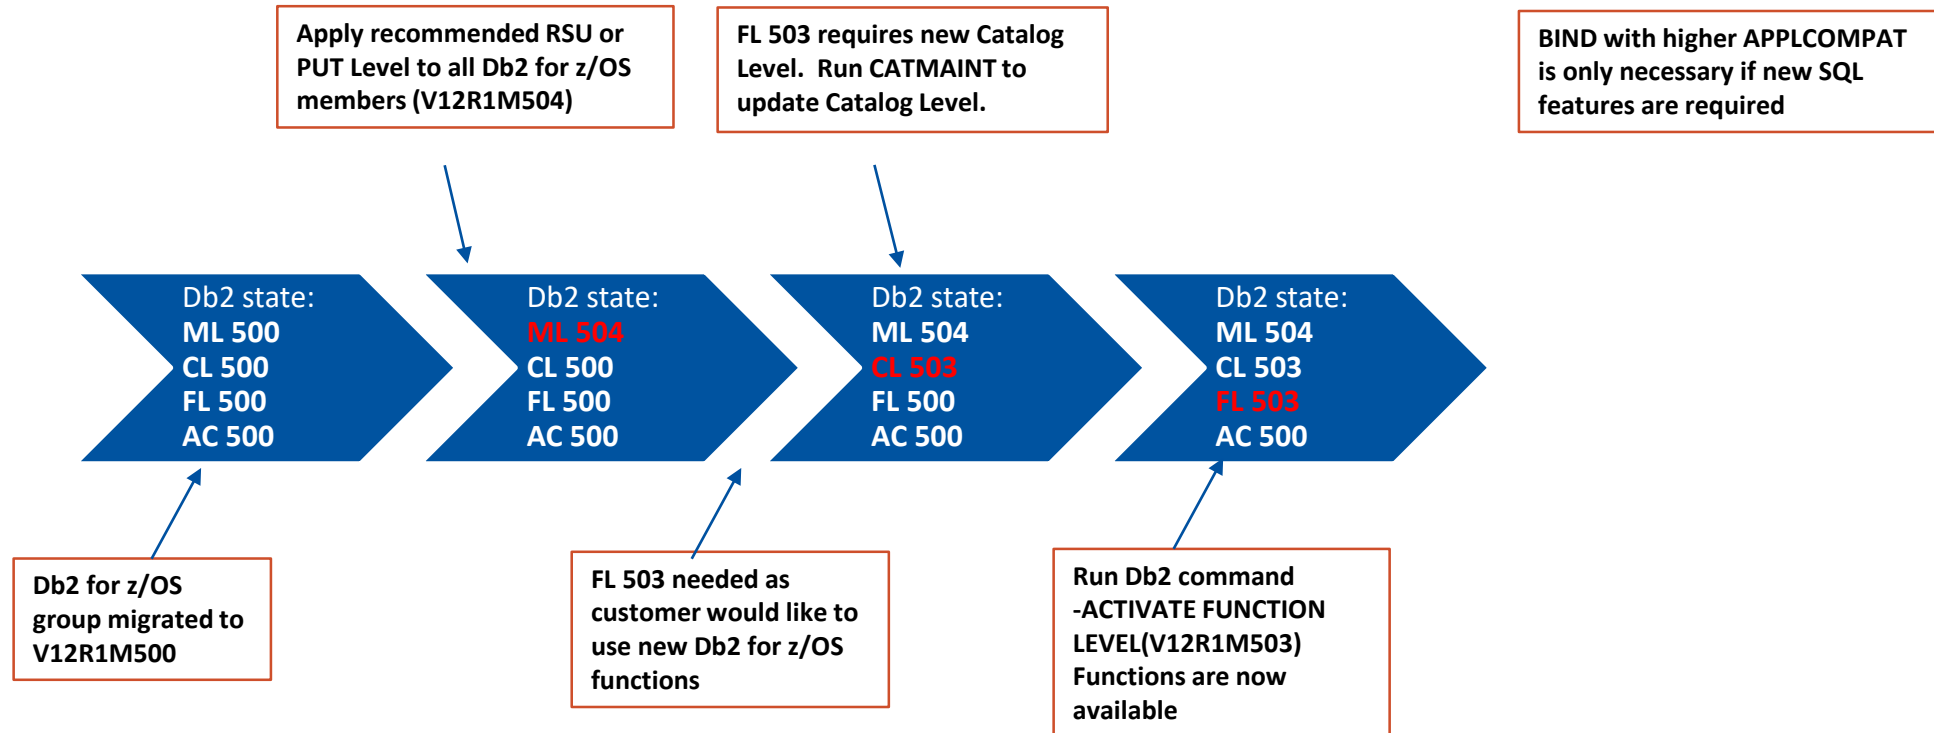 Apply recommended RSU or
PUT Level to all Db2 for z/OS
members (V12R1M504)
FL 503 requires new Catalog
Level.  Run CATMAINT to
update Catalog Level.
BIND with higher APPLCOMPAT
is only necessary if new SQL
features are required
Db2 state:
ML 500
CL 500
FL 500
AC 500
Db2 state:
ML 504
CL 500
FL 500
AC 500
Db2 state:
ML 504
CL 503
FL 500
AC 500
Db2 state:
ML 504
CL 503
FL 503
AC 500
Db2 for z/OS
group migrated to
V12R1M500
FL 503 needed as
customer would like to
use new Db2 for z/OS
functions
Run Db2 command
-ACTIVATE FUNCTION
LEVEL(V12R1M503)
Functions are now
available